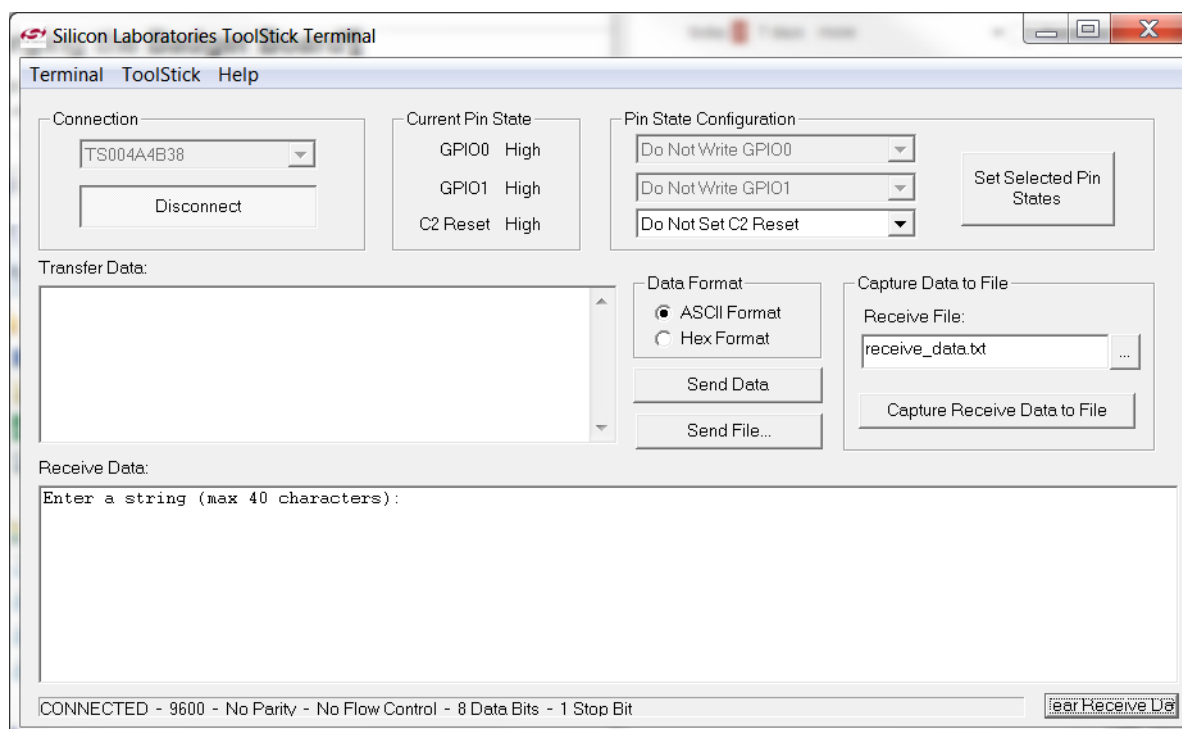 Silicon Laboratories ToolStick Terminal
Terminal ToolStick Help
Connection
TS004A4B38
Disconnect
Current Pin State
GPIO0 High
GPIO1 High
C2 Reset High
Pin State Configuration
Do Not Write GPIO0
Do Not Write GPIO1
Do Not Set C2 Reset
Set Selected Pin
States
Transfer Data:
Data Format
ASCII Format
Hex Format
Send Data
Send File...
Capture Data to File
Receive File:
receive_data.txt
...
Capture Receive Data to File
Receive Data:
Enter a string (max 40 characters):
CONNECTED - 9600 - No Parity - No Flow Control - 8 Data Bits - 1 Stop Bit
ear Receive Da